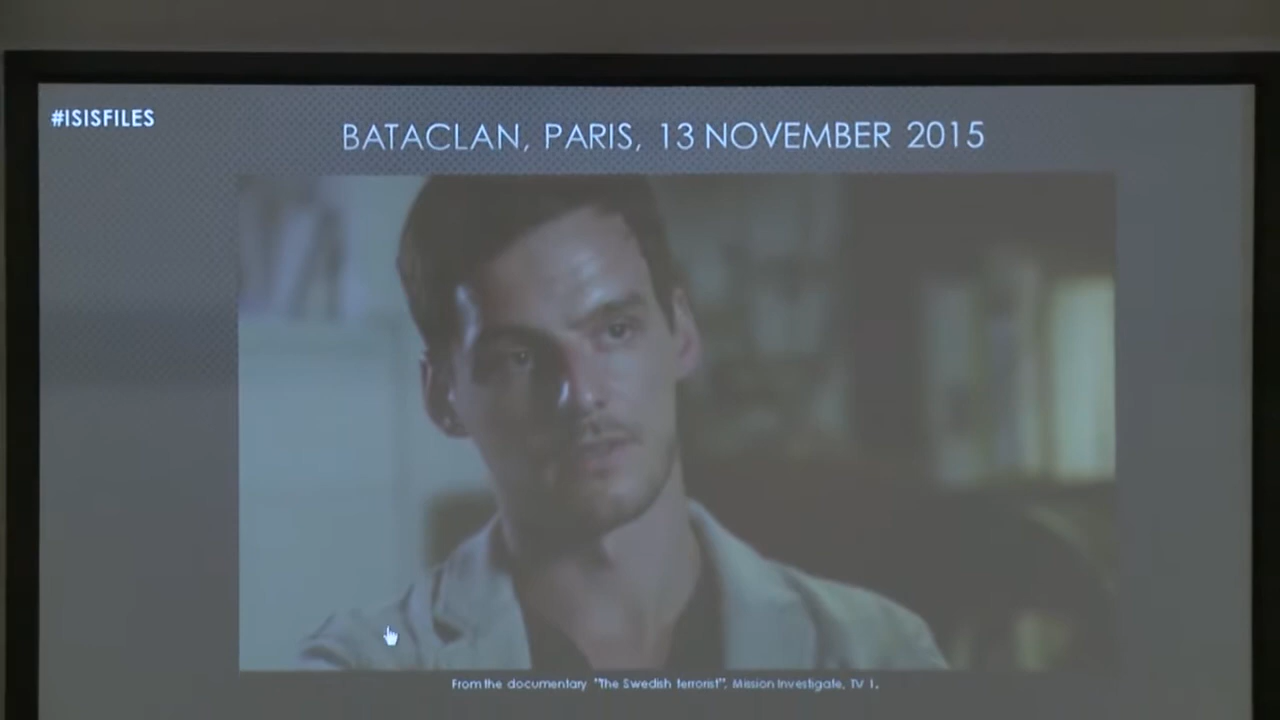 #ISISFILES
BATACLAN, PARIS, 13 NOVEMBER 2015
From the documentary "The Swedish terrorist", Mission Investigate, TV 1.